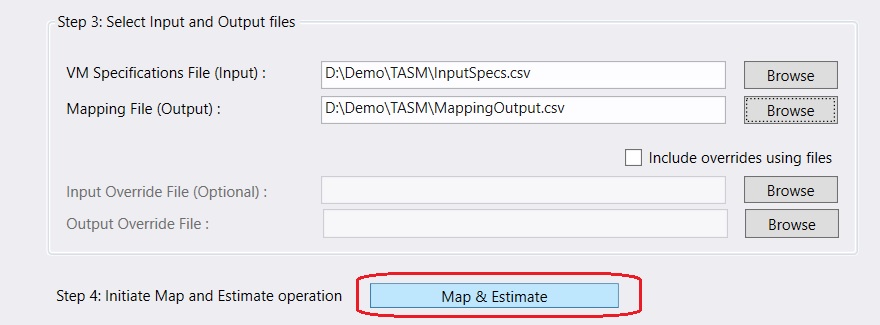 Step 3: Select Input and Output files
VM Specifications File (Input) : D:\Demo\TASM\InputSpecs.csv Browse
Mapping File (Output) : D:\Demo\TASM\MappingOutput.csv Browse
Include overrides using files
Input Override File (Optional) : Browse
Output Override File : Browse
Step 4: Initiate Map and Estimate operation Map & Estimate